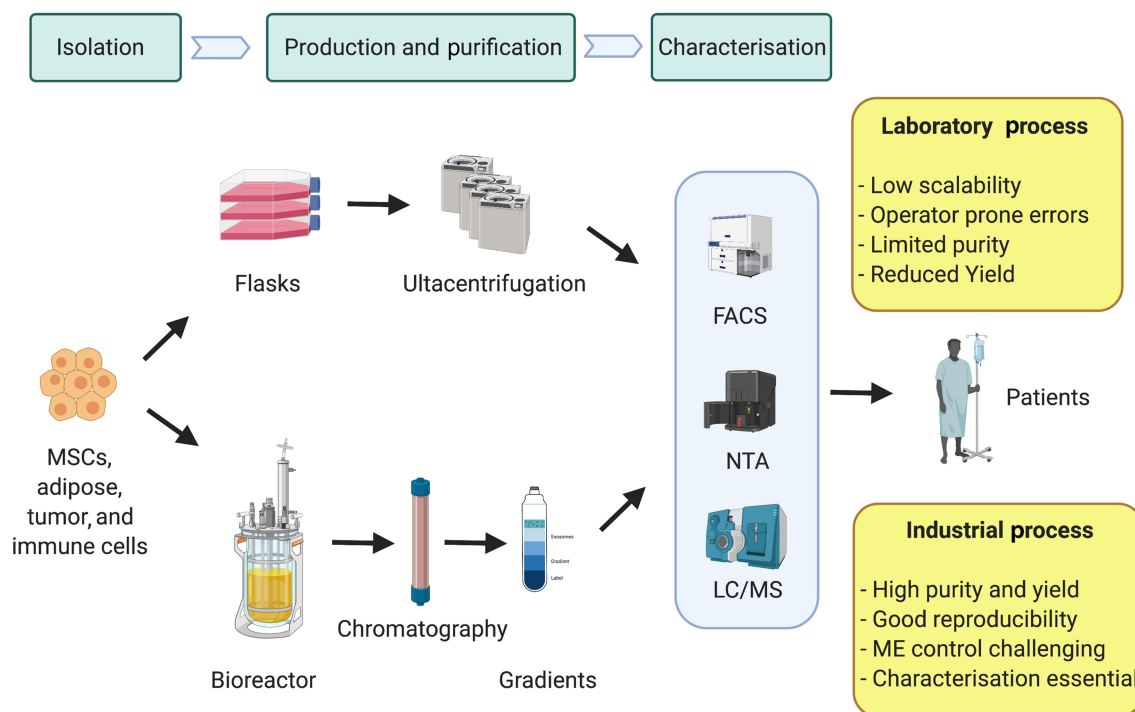 Isolation
Production and purification
Characterisation
Laboratory process
- Low scalability
- Operator prone errors
- Limited purity
- Reduced Yield
Flasks
Ultacentrifugation
FACS
MSCs,
adipose,
tumor, and
immune cells
NTA
Patients
Exosomes
Gradient
Label
LC/MS
Chromatography
Bioreactor
Gradients
Industrial process
- High purity and yield
- Good reproducibility
- ME control challenging
- Characterisation essential